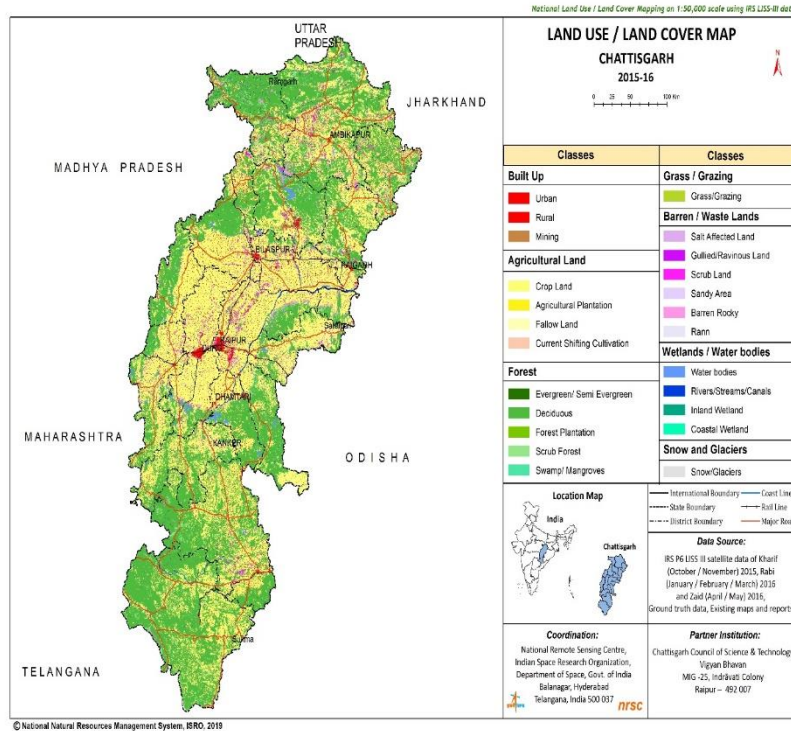 National Land Use / Land Cover Mapping on 1:50,000 scale using IRS LISS-III dat
LAND USE / LAND COVER MAP
CHATTISGARH
2015-16
N
0 25 50 100 Km
UTTAR
PRADESH
JHARKHAND
MADHYA PRADESH
MAHARASHTRA
ODISHA
TELANGANA
AMBIKAPUR
BILASPUR
RAIGARH
RAIPUR
DHAMTARI
KANKER
Sukma
Classes
Built Up
Urban
Rural
Mining
Agricultural Land
Crop Land
Agricultural Plantation
Fallow Land
Current Shifting Cultivation
Forest
Evergreen/ Semi Evergreen
Deciduous
Forest Plantation
Scrub Forest
Swamp/ Mangroves
Classes
Grass / Grazing
Grass/Grazing
Barren / Waste Lands
Salt Affected Land
Gullied/Ravinous Land
Scrub Land
Sandy Area
Barren Rocky
Rann
Wetlands / Water bodies
Water bodies
Rivers/Streams/Canals
Inland Wetland
Coastal Wetland
Snow and Glaciers
Snow/Glaciers
Location Map
India
Chattisgarh
International Boundary Coast Line
State Boundary Rail Line
District Boundary Major Roa
Data Source:
IRS P6 LISS III satellite data of Kharif
(October / November) 2015, Rabi
(January / February / March) 2016
and Zaid (April / May) 2016,
Ground truth data, Existing maps and reports
Coordination:
National Remote Sensing Centre,
Indian Space Research Organization,
Department of Space, Govt. of India
Balanagar, Hyderabad
Telangana, India 500 037
nrsc
Partner Institution:
Chattisgarh Council of Science & Technology
Vigyan Bhavan
MIG -25, Indrāvati Colony
Raipur – 492 007
© National Natural Resources Management System, ISRO, 2019